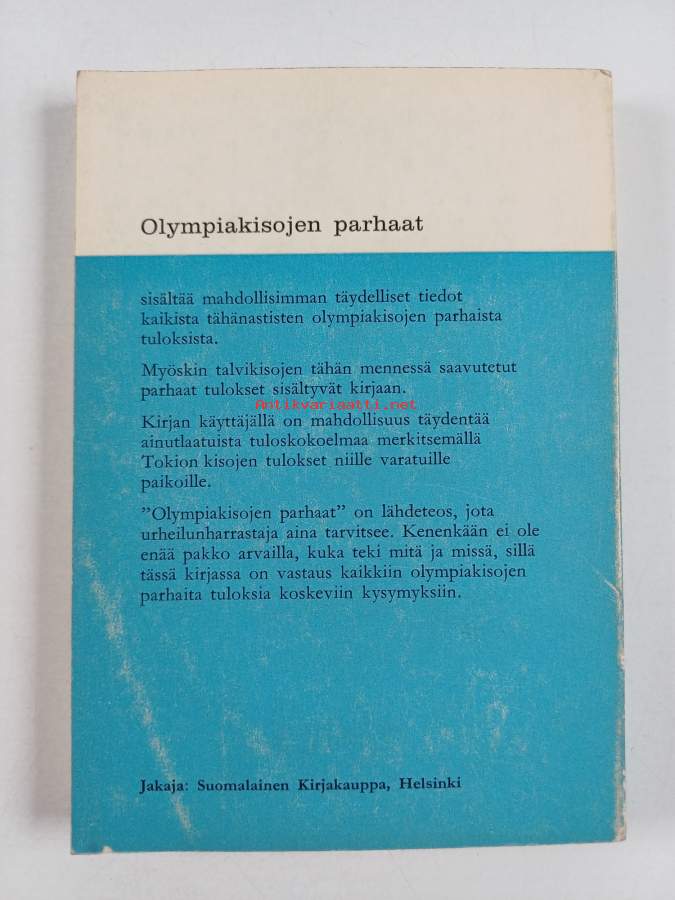 Olympiakisojen parhaat
sisältää mahdollisimman täydelliset tiedot
kaikista tähänastisten olympiakisojen parhaista
tuloksista.
Myöskin talvikisojen tähän mennessä saavutetut
parhaat tulokset sisältyvät kirjaan.
Antikvariaatti.net
Kirjan käyttäjällä on mahdollisuus täydentää
ainutlaatuista tuloskokoelmaa merkitsemällä
Tokion kisojen tulokset niille varatuille
paikoille.
”Olympiakisojen parhaat” on lähdeteos, jota
urheilunharrastaja aina tarvitsee. Kenenkään ei ole
enää pakko arvailla, kuka teki mitä ja missä, sillä
tässä kirjassa on vastaus kaikkiin olympiakisojen
parhaita tuloksia koskeviin kysymyksiin.
Jakaja: Suomalainen Kirjakauppa, Helsinki